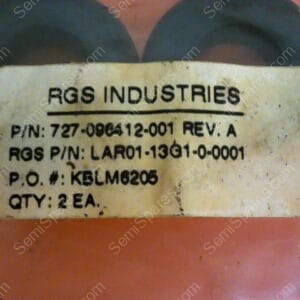 RGS INDUSTRIES
P/N: 727-096412-001 REV. A
RGS P/N: LAR01-13G1-0-0001
P.O. #: KBLM6205
QTY: 2 EA.